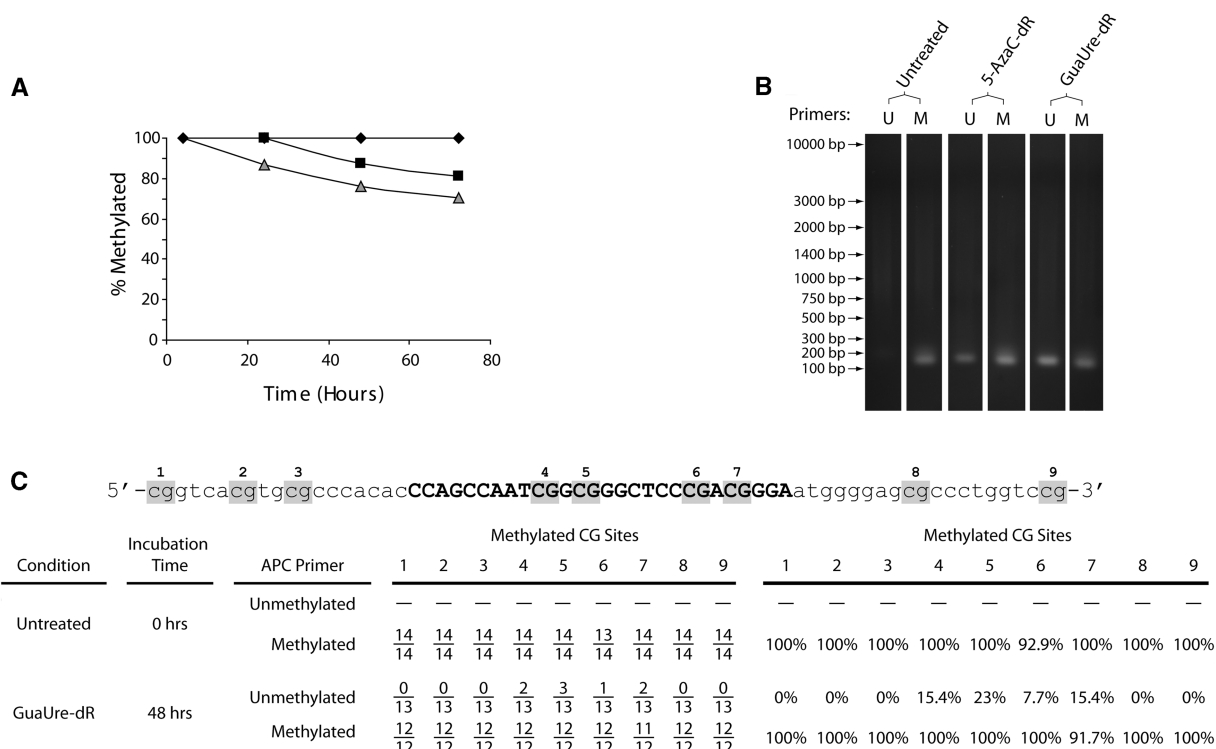 A
% Methylated
100
80
60
40
20
0
0 20 40 60 80
Time (Hours)
B
Untreated 5-AzaC-dR GuaUre-dR
Primers: U M U M U M
10000 bp
3000 bp
2000 bp
1400 bp
1000 bp
750 bp
500 bp
300 bp
200 bp
100 bp
C
1 2 3 4 5 6 7 8 9
5'-cggtcacgtgcgcccacacCCAGCCAATCGGCGGGCTCCCGACGGGAatggggagcgccctggtccg-3'
Methylated CG Sites Methylated CG Sites
Condition Incubation Time APC Primer 1 2 3 4 5 6 7 8 9 1 2 3 4 5 6 7 8 9
Unmethylated — — — — — — — — — — — — — — — — — —
Untreated 0 hrs
Methylated 14/14 14/14 14/14 14/14 14/14 13/14 14/14 14/14 14/14 100% 100% 100% 100% 100% 92.9% 100% 100% 100%
Unmethylated 0/13 0/13 0/13 2/13 3/13 1/13 2/13 0/13 0/13 0% 0% 0% 15.4% 23% 7.7% 15.4% 0% 0%
GuaUre-dR 48 hrs
Methylated 12/12 12/12 12/12 12/12 12/12 12/12 11/12 12/12 12/12 100% 100% 100% 100% 100% 100% 91.7% 100% 100%